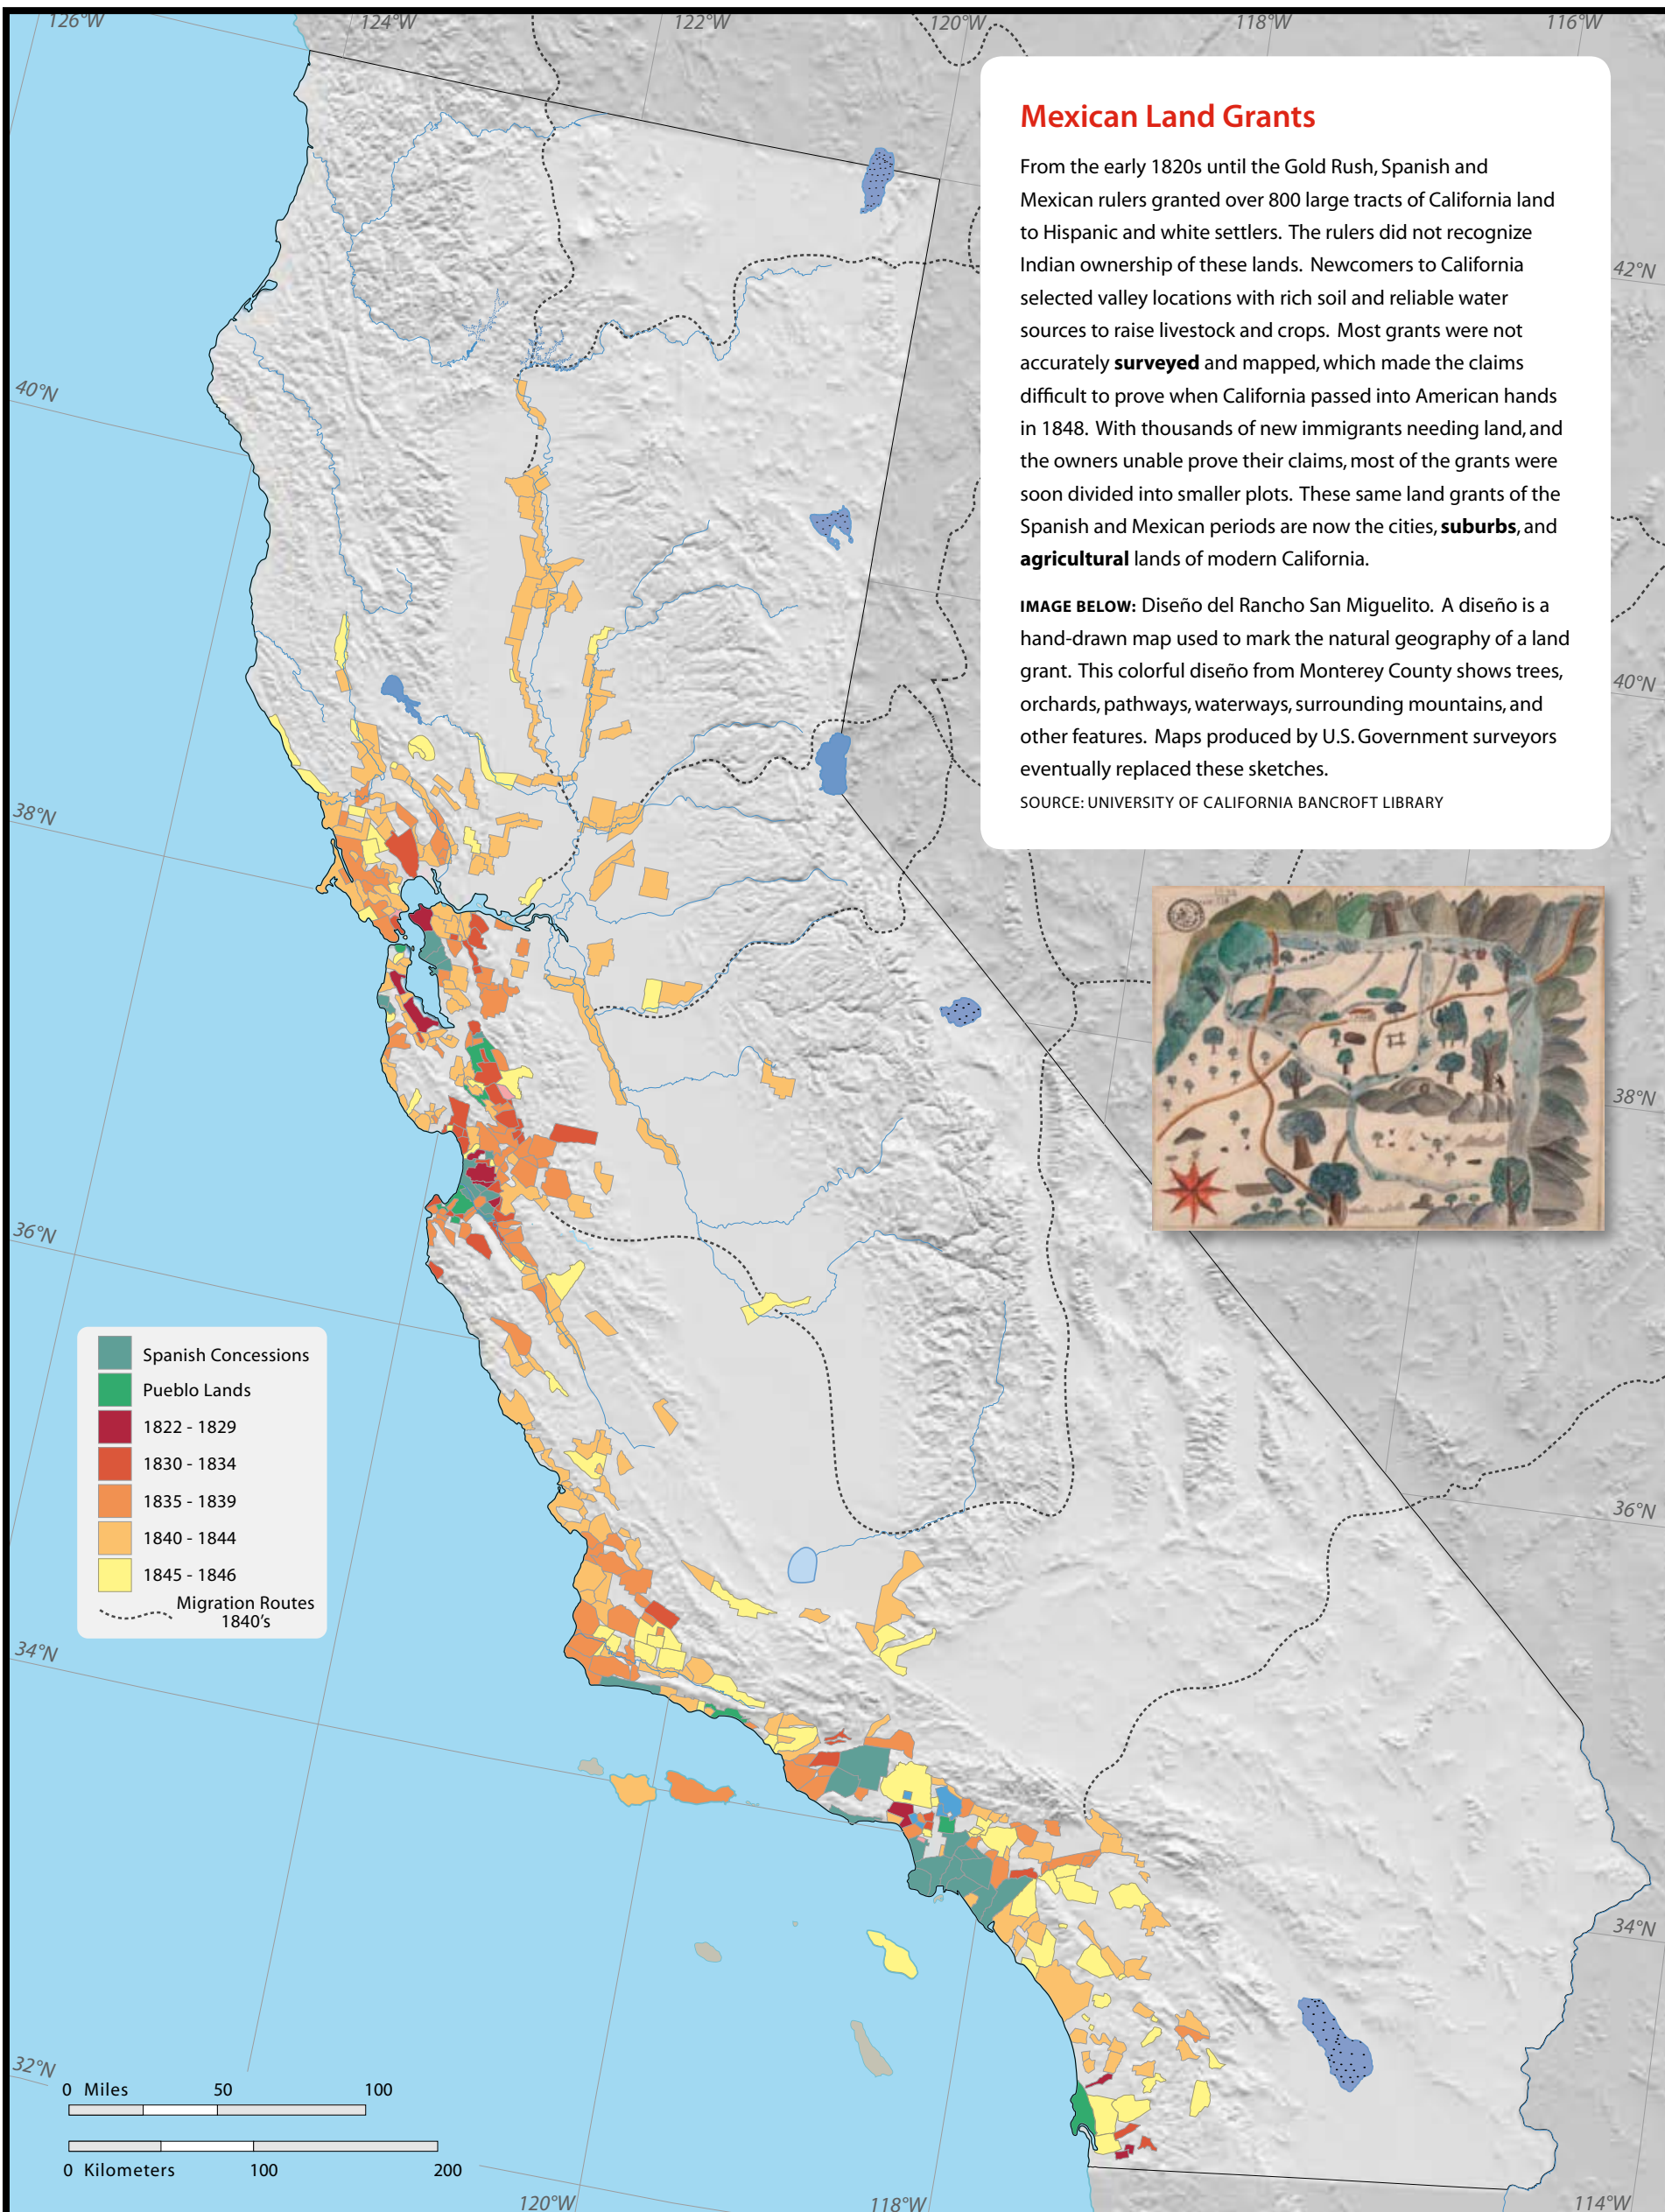 126°W
124°W
122°W
120°W
118°W
116°W
Mexican Land Grants
From the early 1820s until the Gold Rush, Spanish and
Mexican rulers granted over 800 large tracts of California land
to Hispanic and white settlers. The rulers did not recognize
Indian ownership of these lands. Newcomers to California
selected valley locations with rich soil and reliable water
sources to raise livestock and crops. Most grants were not
accurately surveyed and mapped, which made the claims
difficult to prove when California passed into American hands
in 1848. With thousands of new immigrants needing land, and
the owners unable prove their claims, most of the grants were
soon divided into smaller plots. These same land grants of the
Spanish and Mexican periods are now the cities, suburbs, and
agricultural lands of modern California.
IMAGE BELOW: Diseño del Rancho San Miguelito. A diseño is a
hand-drawn map used to mark the natural geography of a land
grant. This colorful diseño from Monterey County shows trees,
orchards, pathways, waterways, surrounding mountains, and
other features. Maps produced by U.S. Government surveyors
eventually replaced these sketches.
SOURCE: UNIVERSITY OF CALIFORNIA BANCROFT LIBRARY
42°N
40°N
40°N
38°N
38°N
36°N
36°N
34°N
34°N
32°N
Spanish Concessions
Pueblo Lands
1822 - 1829
1830 - 1834
1835 - 1839
1840 - 1844
1845 - 1846
Migration Routes
1840's
0 Miles 50 100
0 Kilometers 100 200
120°W
118°W
114°W